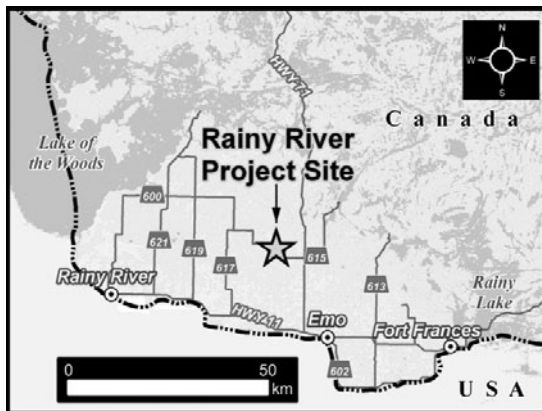 N
W E
S
HWY-71
Canada
Lake of
the Woods
Rainy River
Project Site
600
621
619
617
615
613
Rainy River
Rainy
Lake
HWY-11
Emo
Fort Frances
602
0 50
km
USA